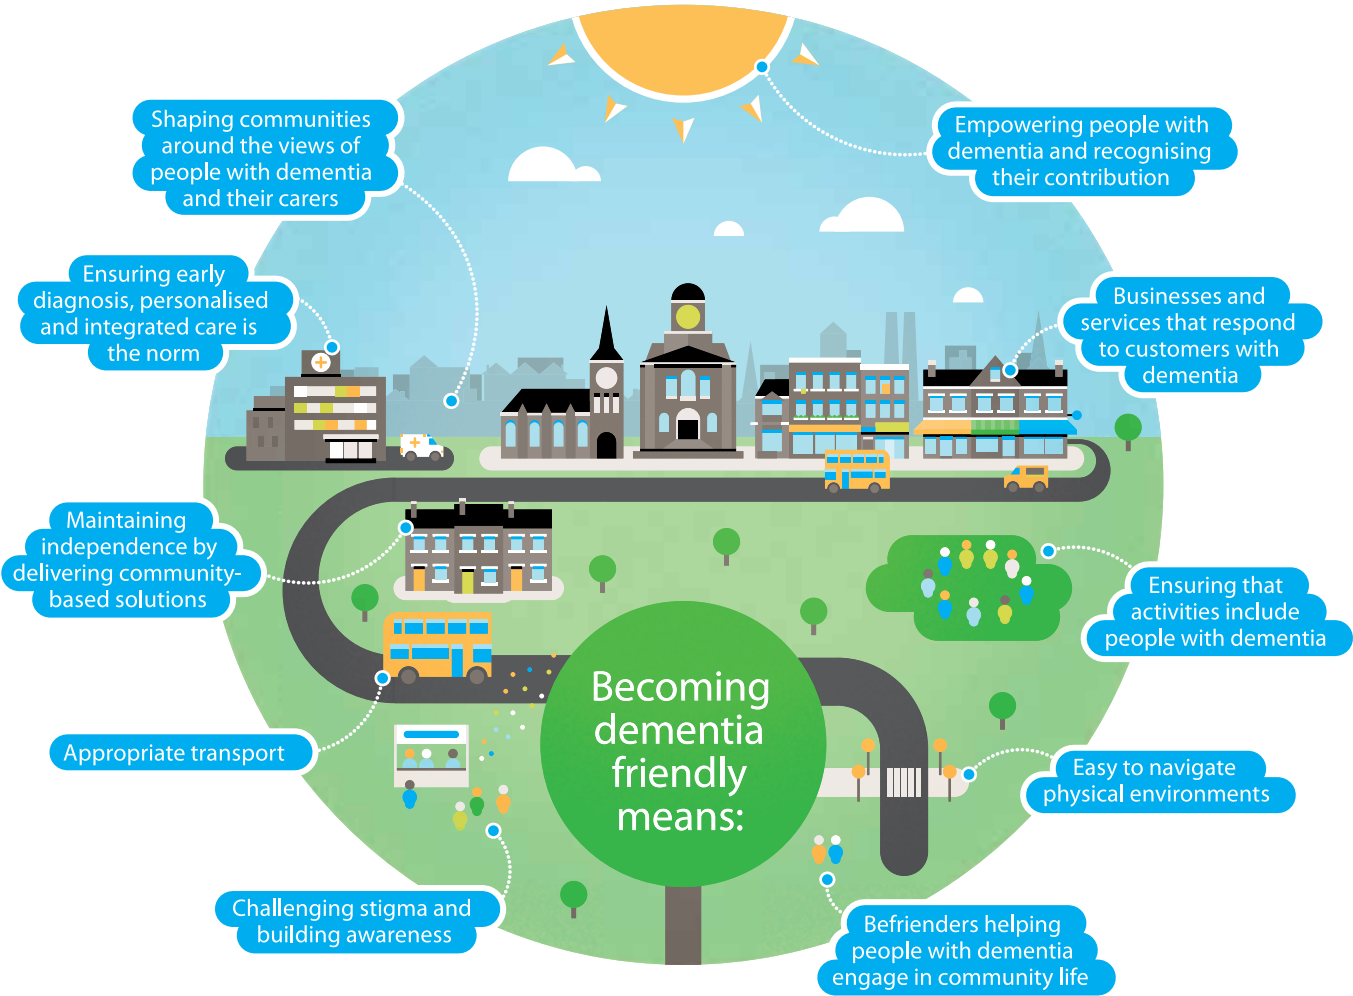 Shaping communities
around the views of
people with dementia
and their carers
Empowering people with
dementia and recognising
their contribution
Ensuring early
diagnosis, personalised
and integrated care is
the norm
Businesses and
services that respond
to customers with
dementia
Maintaining
independence by
delivering community-
based solutions
Ensuring that
activities include
people with dementia
Becoming
dementia
friendly
means:
Appropriate transport
Easy to navigate
physical environments
Challenging stigma and
building awareness
Befrienders helping
people with dementia
engage in community life